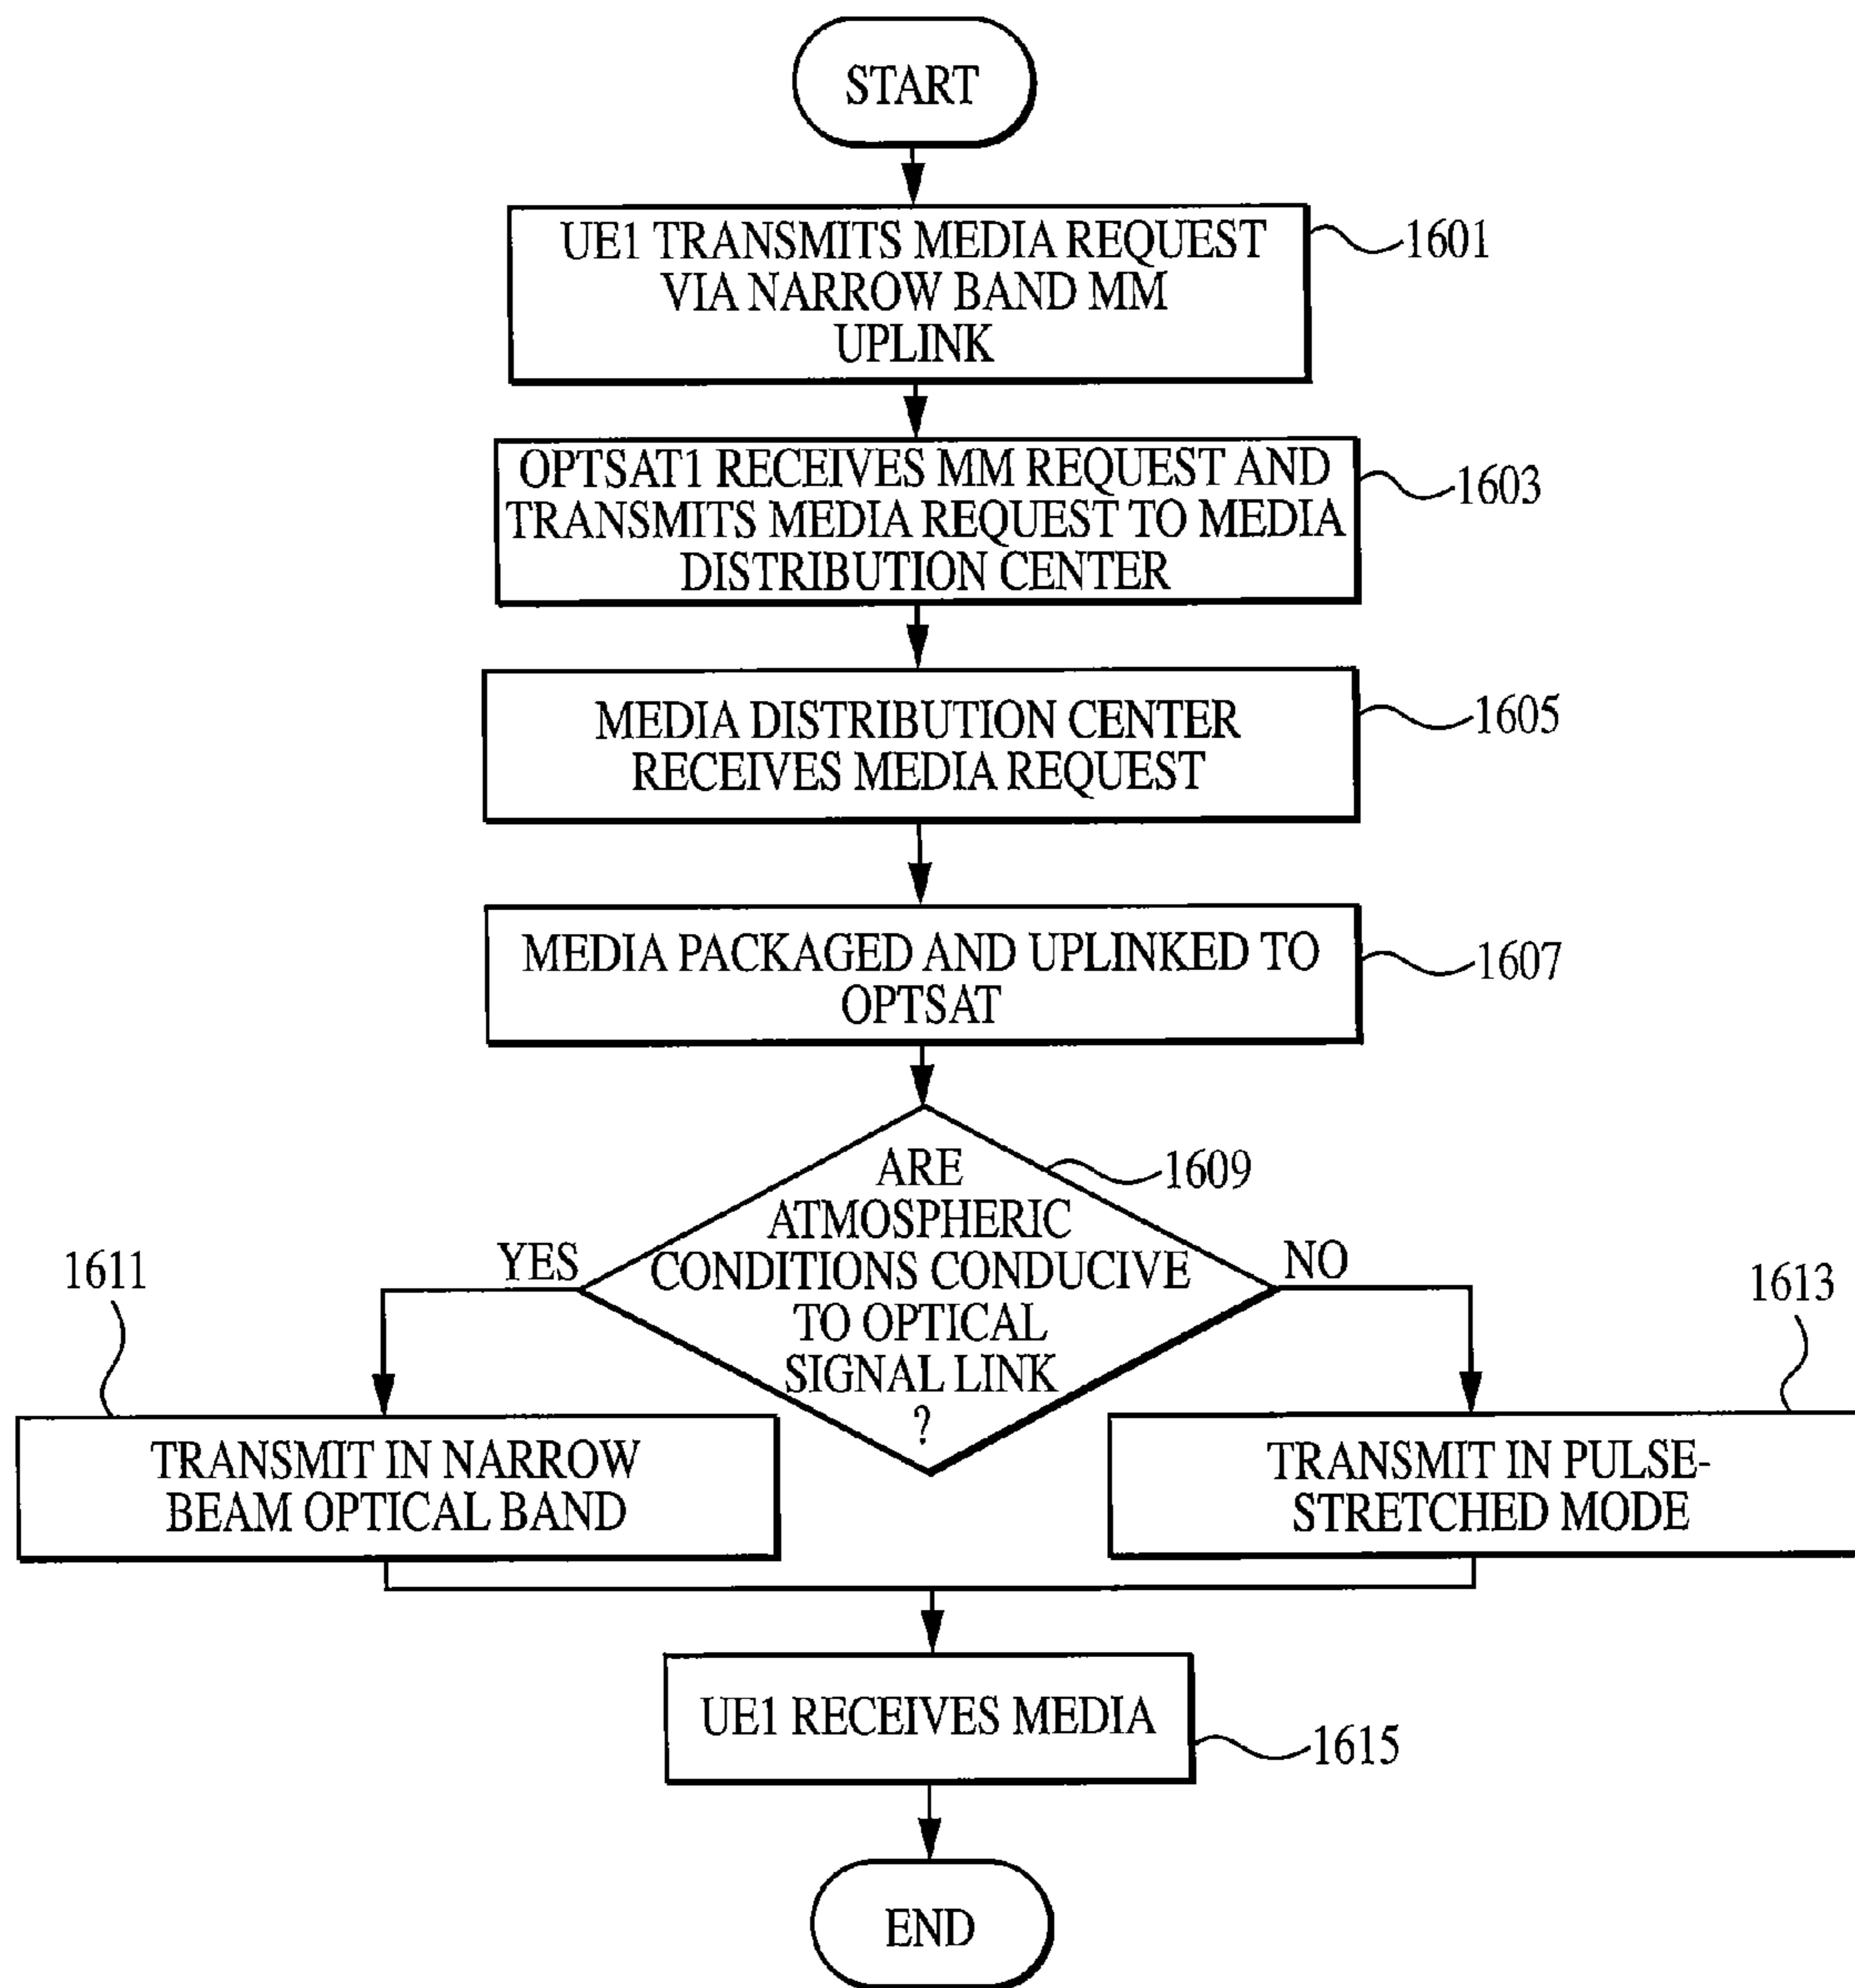 START
UE1 TRANSMITS MEDIA REQUEST
VIA NARROW BAND MM
UPLINK
1601
OPTSAT1 RECEIVES MM REQUEST AND
TRANSMITS MEDIA REQUEST TO MEDIA
DISTRIBUTION CENTER
1603
MEDIA DISTRIBUTION CENTER
RECEIVES MEDIA REQUEST
1605
MEDIA PACKAGED AND UPLINKED TO
OPTSAT
1607
ARE
ATMOSPHERIC
CONDITIONS CONDUCIVE
TO OPTICAL
SIGNAL LINK
?
1609
YES
NO
1611
TRANSMIT IN NARROW
BEAM OPTICAL BAND
1613
TRANSMIT IN PULSE-
STRETCHED MODE
UE1 RECEIVES MEDIA
1615
END